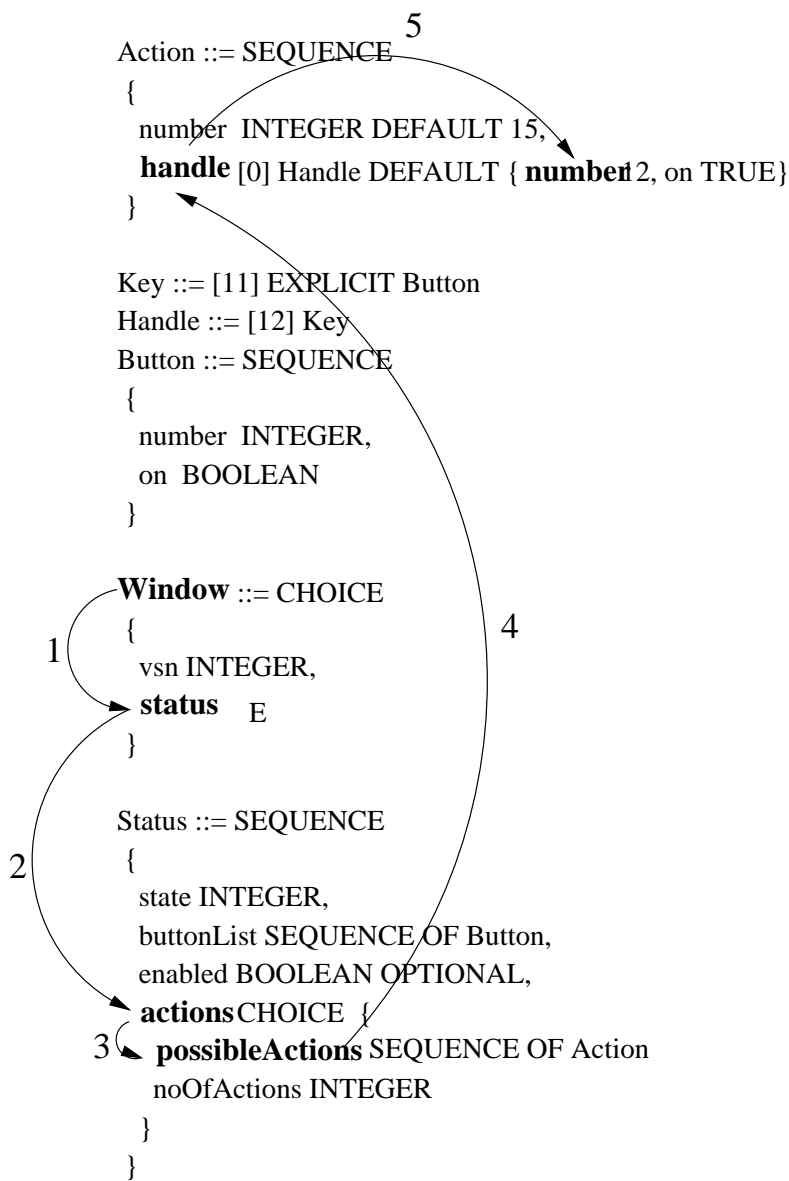 5
Action ::= SEQUENCE
{
number INTEGER DEFAULT 15,
handle [0] Handle DEFAULT { number12, on TRUE}
}
Key ::= [11] EXPLICIT Button
Handle ::= [12] Key
Button ::= SEQUENCE
{
number INTEGER,
on BOOLEAN
}
Window ::= CHOICE
{
4
1
vsn INTEGER,
status E
}
Status ::= SEQUENCE
{
2
state INTEGER,
buttonList SEQUENCE OF Button,
enabled BOOLEAN OPTIONAL,
actions CHOICE {
3 possibleActions SEQUENCE OF Action
noOfActions INTEGER
}
}